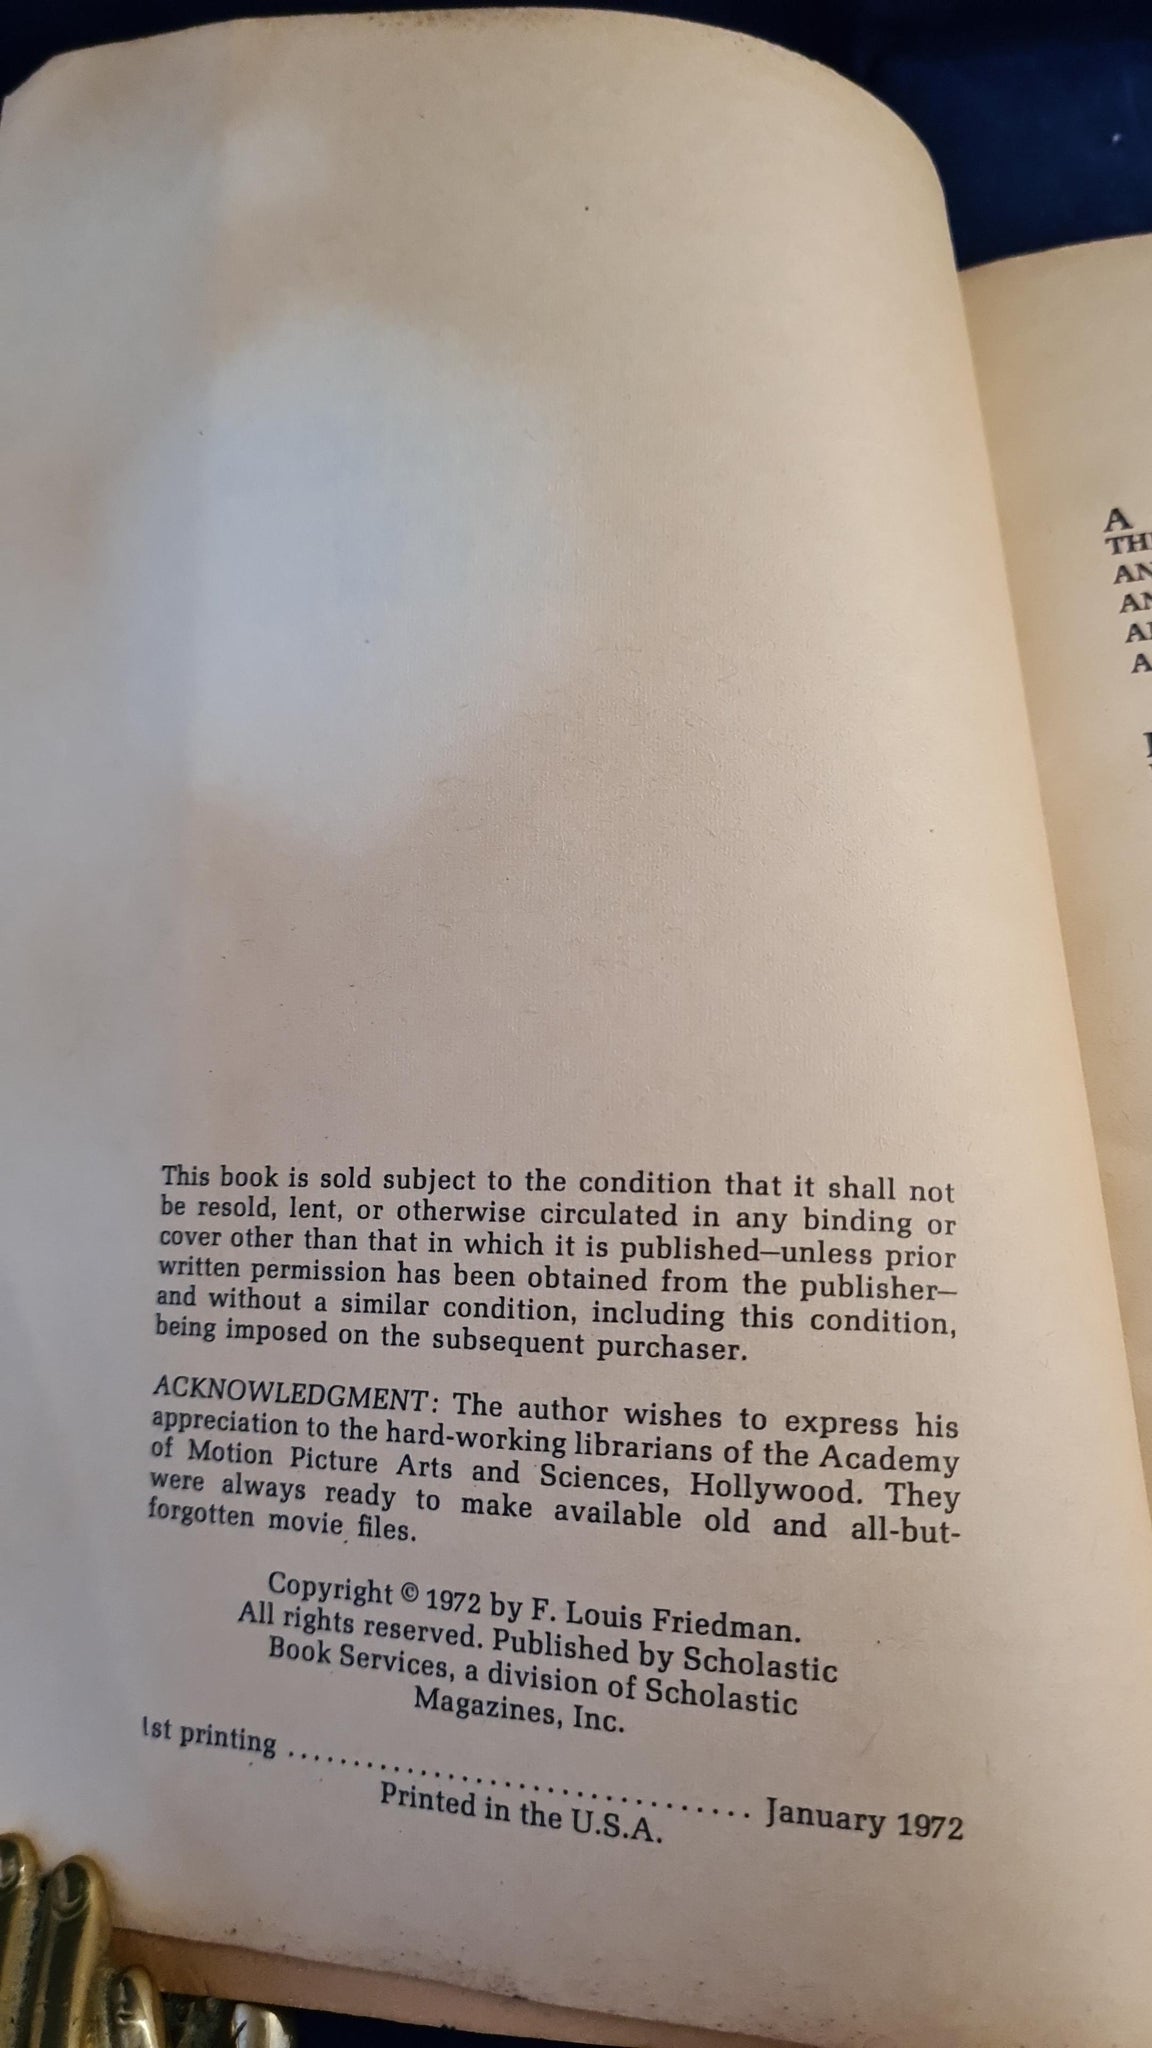 This book is sold subject to the condition that it shall not
be resold, lent, or otherwise circulated in any binding or
cover other than that in which it is published—unless prior
written permission has been obtained from the publisher—
and without a similar condition, including this condition,
being imposed on the subsequent purchaser.
ACKNOWLEDGMENT: The author wishes to express his
appreciation to the hard-working librarians of the Academy
of Motion Picture Arts and Sciences, Hollywood. They
were always ready to make available old and all-but-
forgotten movie files.
Copyright © 1972 by F. Louis Friedman.
All rights reserved. Published by Scholastic
Book Services, a division of Scholastic
Magazines, Inc.
1st printing .................................... January 1972
Printed in the U.S.A.
A